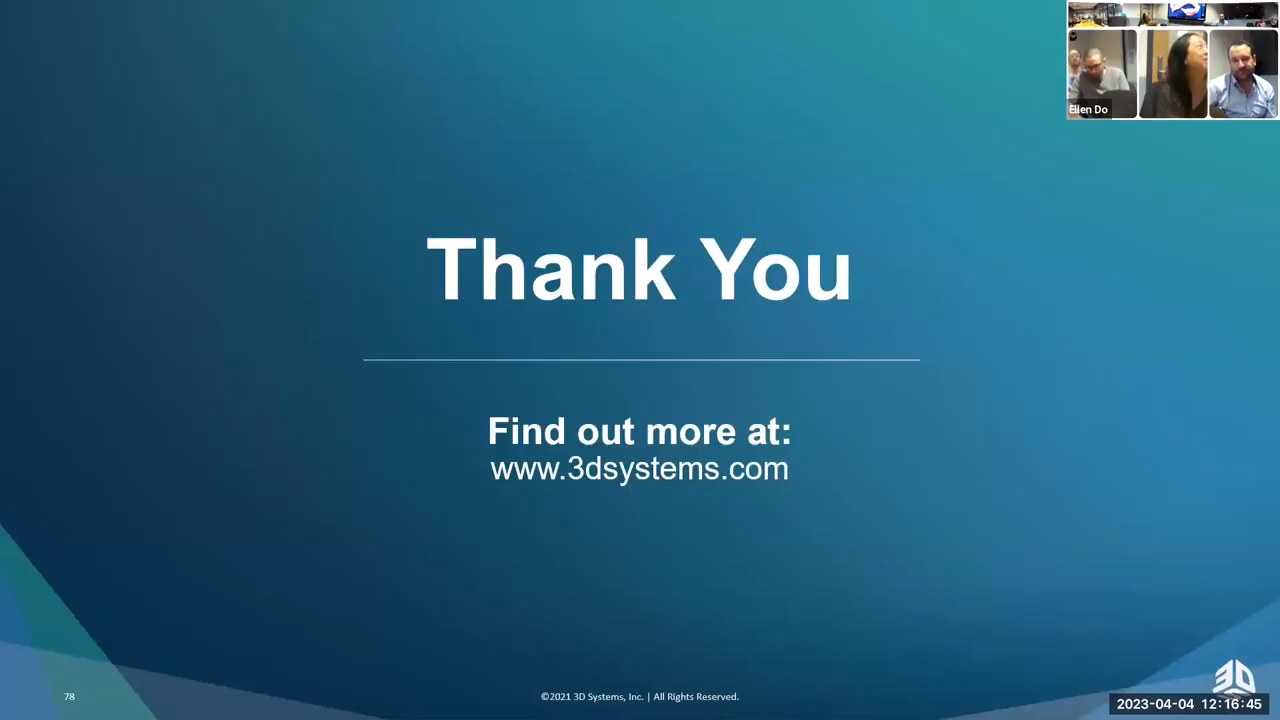 Ellen Do
Thank You
Find out more at:
www.3dsystems.com
78
©2021 3D Systems, Inc. | All Rights Reserved.
3D
2023-04-04 12:16:45